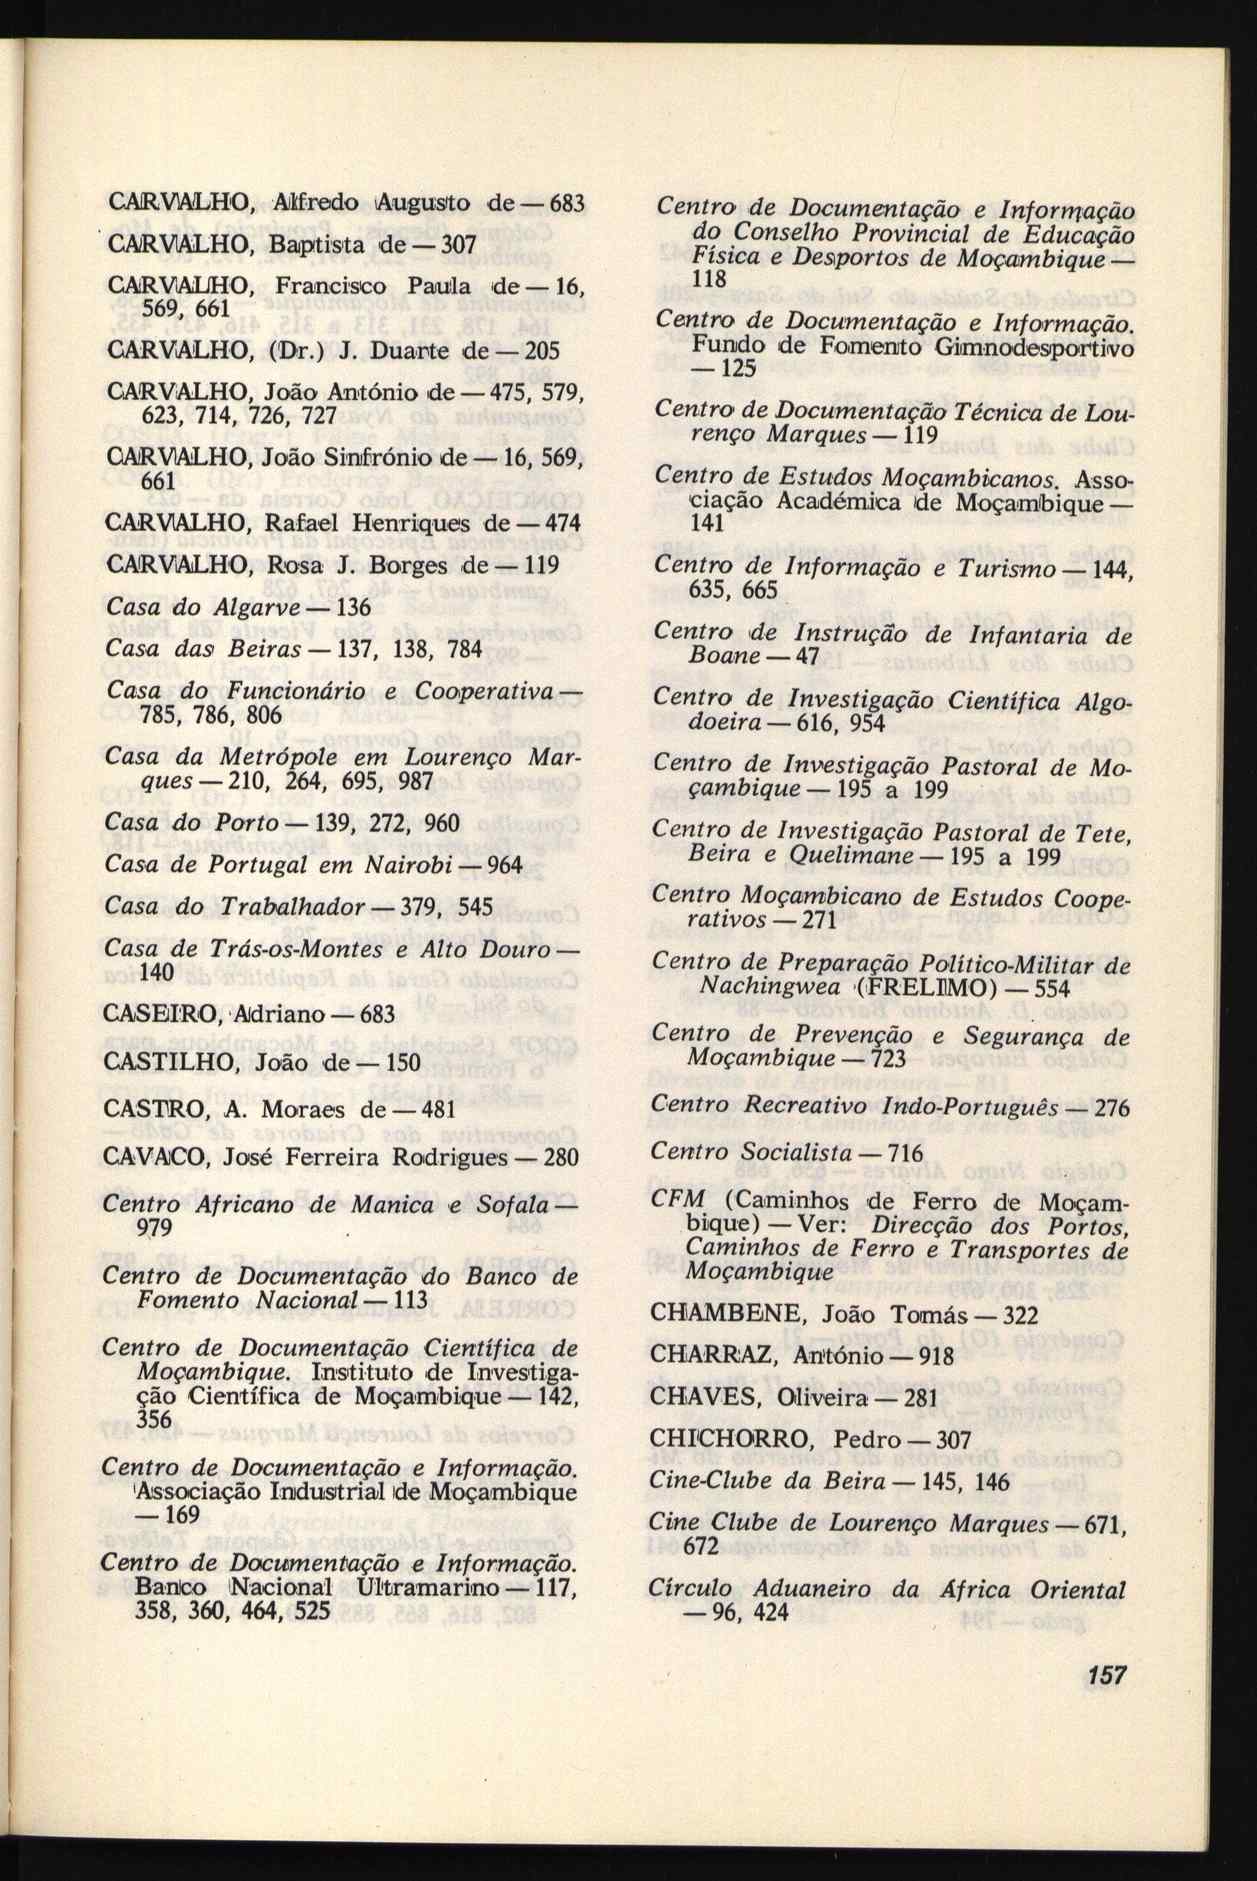 CARVALHO, Alfredo Augusto de — 683
CARVALHO, Baptista de — 307
CARVALHO, Francisco Paula de — 16,
569, 661
CARVALHO, (Dr.) J. Duarte de — 205
CARVALHO, João António de — 475, 579,
623, 714, 726, 727
CARVALHO, João Sinfrónio de — 16, 569,
661
CARVALHO, Rafael Henriques de — 474
CARVALHO, Rosa J. Borges de — 119
Casa do Algarve — 136
Casa das Beiras — 137, 138, 784
Casa do Funcionário e Cooperativa —
785, 786, 806
Casa da Metrópole em Lourenço Mar-
ques — 210, 264, 695, 987
Casa do Porto — 139, 272, 960
Casa de Portugal em Nairobi — 964
Casa do Trabalhador — 379, 545
Casa de Trás-os-Montes e Alto Douro —
140
CASEIRO, Adriano — 683
CASTILHO, João de — 150
CASTRO, A. Moraes de — 481
CAVACO, José Ferreira Rodrigues — 280
Centro Africano de Manica e Sofala —
979
Centro de Documentação do Banco de
Fomento Nacional — 113
Centro de Documentação Científica de
Moçambique. Instituto de Investiga-
ção Científica de Moçambique — 142,
356
Centro de Documentação e Informação.
Associação Industrial de Moçambique
— 169
Centro de Documentação e Informação.
Banco Nacional Ultramarino — 117,
358, 360, 464, 525
Centro de Documentação e Informação
do Conselho Provincial de Educação
Física e Desportos de Moçambique —
118
Centro de Documentação e Informação.
Fundo de Fomento Gimnodesportivo
— 125
Centro de Documentação Técnica de Lou-
renço Marques — 119
Centro de Estudos Moçambicanos. Asso-
ciação Académica de Moçambique —
141
Centro de Informação e Turismo — 144,
635, 665
Centro de Instrução de Infantaria de
Boane — 47
Centro de Investigação Científica Algo-
doeira — 616, 954
Centro de Investigação Pastoral de Mo-
çambique — 195 a 199
Centro de Investigação Pastoral de Tete,
Beira e Quelimane — 195 a 199
Centro Moçambicano de Estudos Coope-
rativos — 271
Centro de Preparação Político-Militar de
Nachingwea (FRELIMO) — 554
Centro de Prevenção e Segurança de
Moçambique — 723
Centro Recreativo Indo-Português — 276
Centro Socialista — 716
CFM (Caminhos de Ferro de Moçam-
bique) — Ver: Direcção dos Portos,
Caminhos de Ferro e Transportes de
Moçambique
CHAMBENE, João Tomás — 322
CHARRAZ, António — 918
CHAVES, Oliveira — 281
CHICHORRO, Pedro — 307
Cine-Clube da Beira — 145, 146
Cine Clube de Lourenço Marques — 671,
672
Círculo Aduaneiro da África Oriental
— 96, 424
157